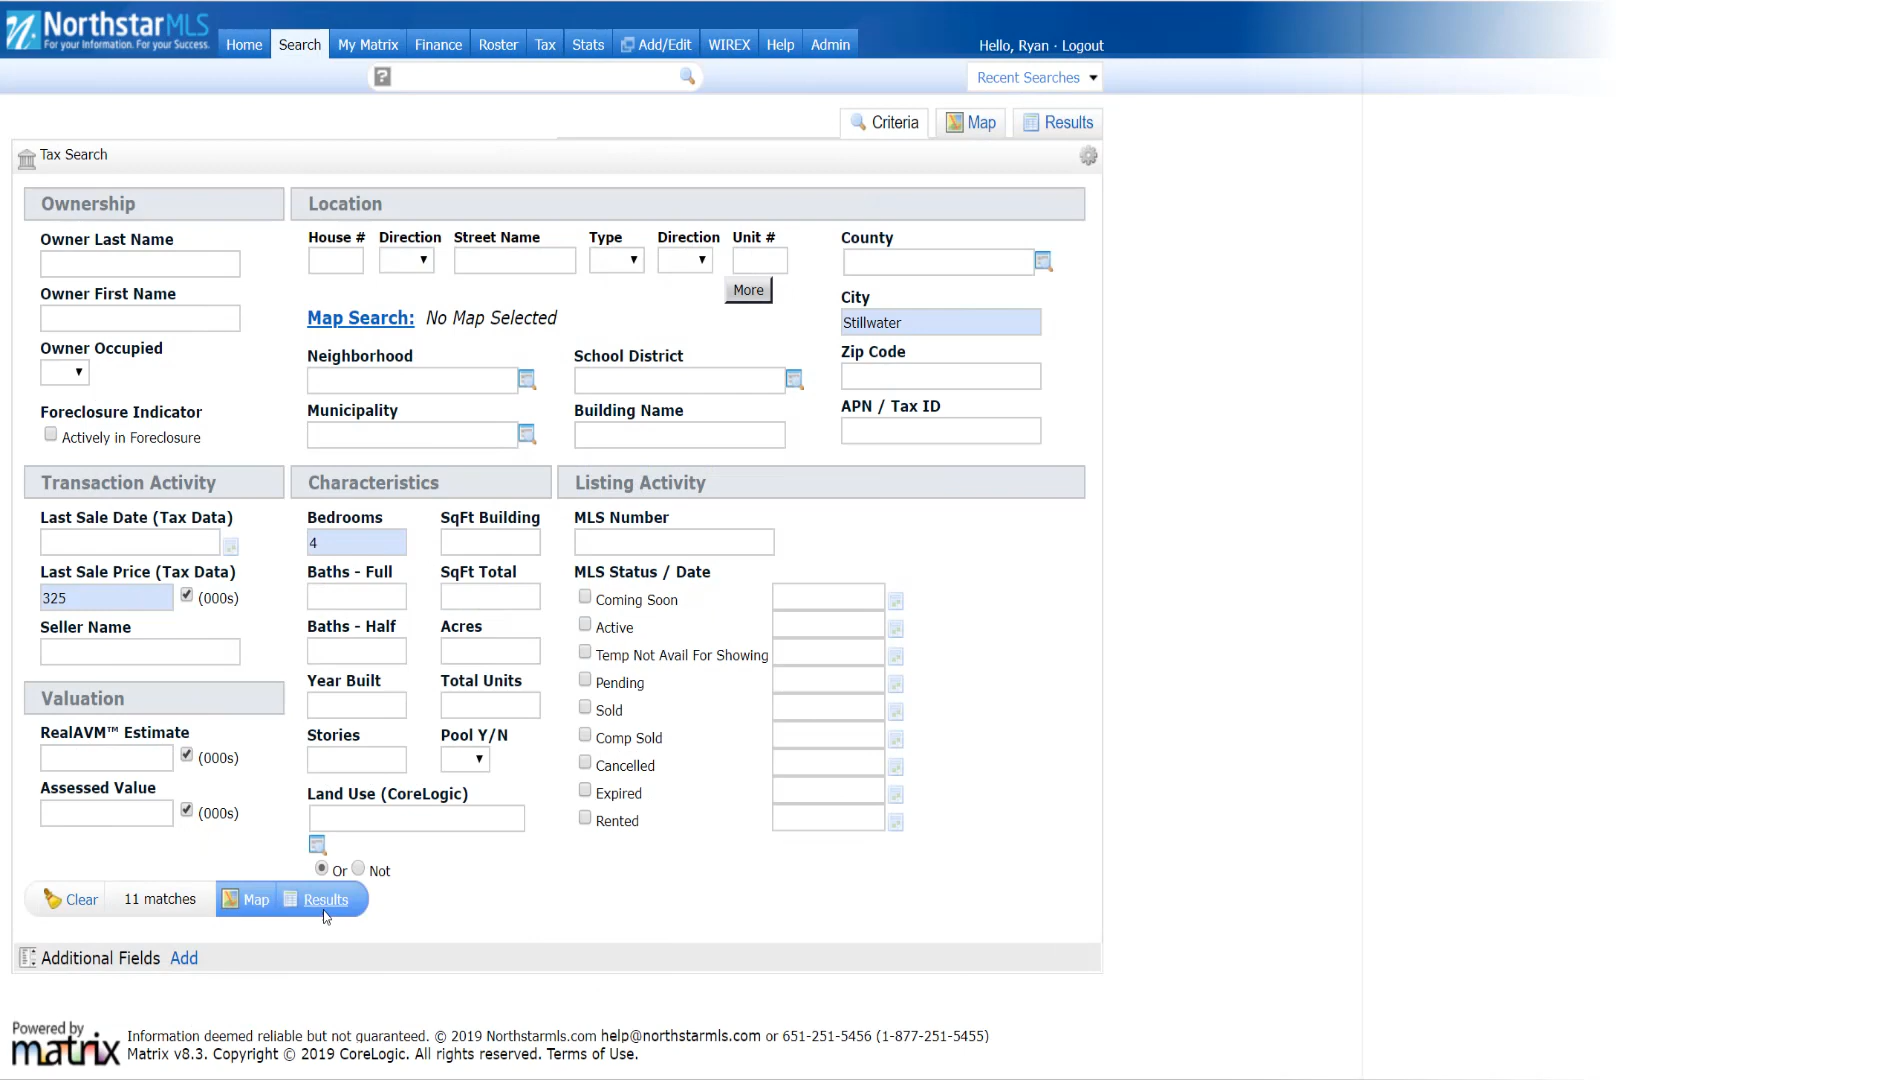 NorthstarMLS
For your Information. For your Success.
Home Search My Matrix Finance Roster Tax Stats Add/Edit WIREX Help Admin
Hello, Ryan · Logout
?
Recent Searches
Criteria Map Results
Tax Search
Ownership Location
Owner Last Name
Owner First Name
Owner Occupied
Foreclosure Indicator
Actively in Foreclosure
House # Direction Street Name Type Direction Unit #
More
Map Search: No Map Selected
Neighborhood School District
Municipality Building Name
County
City
Stillwater
Zip Code
APN / Tax ID
Transaction Activity Characteristics Listing Activity
Last Sale Date (Tax Data)
Last Sale Price (Tax Data)
325 (000s)
Seller Name
Valuation
RealAVM™ Estimate
(000s)
Assessed Value
(000s)
Bedrooms SqFt Building
4
Baths - Full SqFt Total
Baths - Half Acres
Year Built Total Units
Stories Pool Y/N
Land Use (CoreLogic)
Or Not
MLS Number
MLS Status / Date
Coming Soon
Active
Temp Not Avail For Showing
Pending
Sold
Comp Sold
Cancelled
Expired
Rented
Clear 11 matches Map Results
Additional Fields Add
Powered by
matrix
Information deemed reliable but not guaranteed. © 2019 Northstarmls.com help@northstarmls.com or 651-251-5456 (1-877-251-5455)
Matrix v8.3. Copyright © 2019 CoreLogic. All rights reserved. Terms of Use.